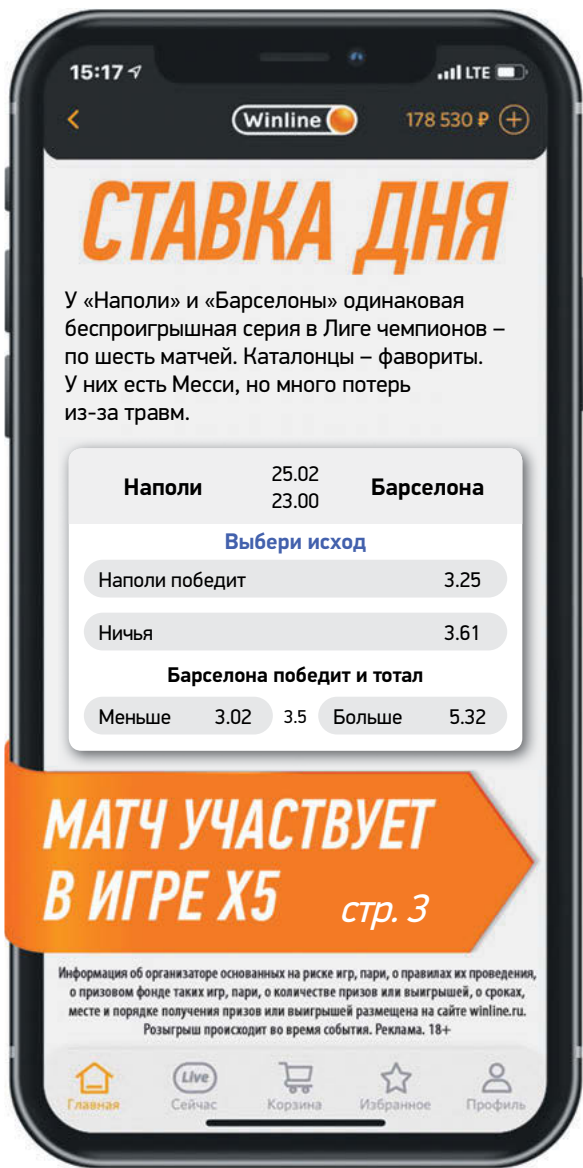 15:17
LTE
Winline
178 530 ₽
СТАВКА ДНЯ
У «Наполи» и «Барселоны» одинаковая
беспроигрышная серия в Лиге чемпионов –
по шесть матчей. Каталонцы – фавориты.
У них есть Месси, но много потерь
из-за травм.
Наполи 25.02 23.00 Барселона
Выбери исход
Наполи победит 3.25
Ничья 3.61
Барселона победит и тотал
Меньше 3.02 3.5 Больше 5.32
МАТЧ УЧАСТВУЕТ
В ИГРЕ Х5 стр. 3
Информация об организаторе основанных на риске игр, пари, о правилах их проведения,
о призовом фонде таких игр, пари, о количестве призов или выигрышей, о сроках,
месте и порядке получения призов или выигрышей размещена на сайте winline.ru.
Розыгрыш происходит во время события. Реклама. 18+
Live
Главная Сейчас Корзина Избранное Профиль